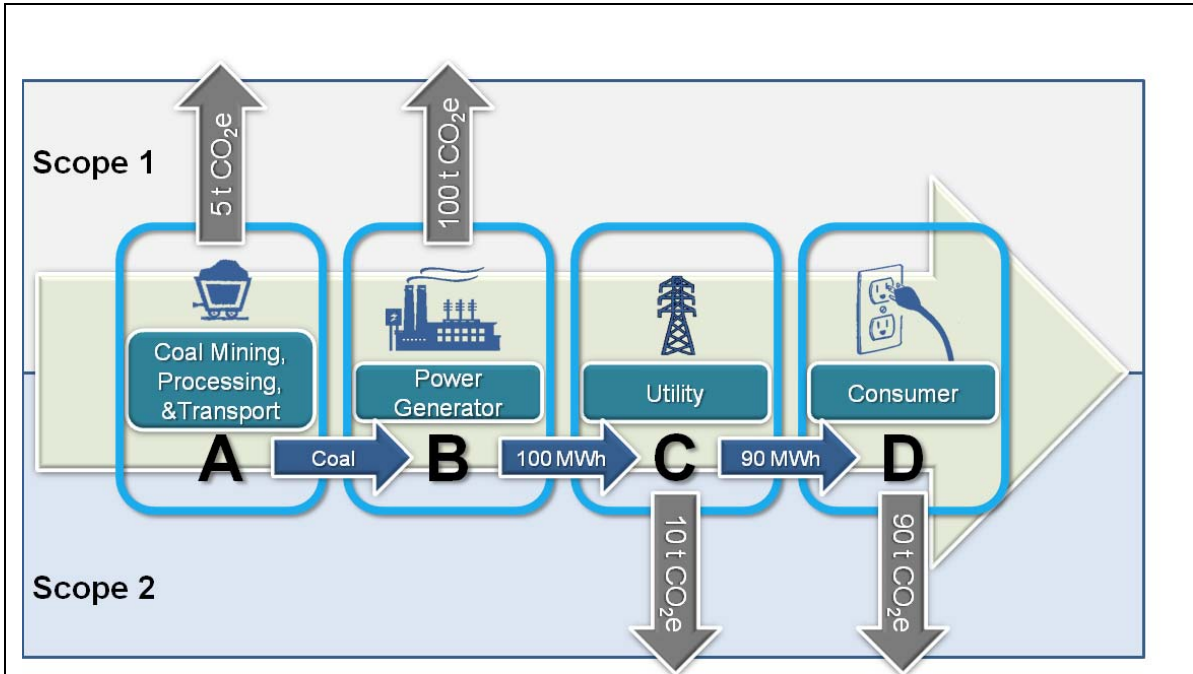 5 t CO₂e
100 t CO₂e
Scope 1
Coal Mining,
Processing,
&Transport
Power
Generator
Utility
Consumer
A
Coal
B
100 MWh
C
90 MWh
D
10 t CO₂e
90 t CO₂e
Scope 2